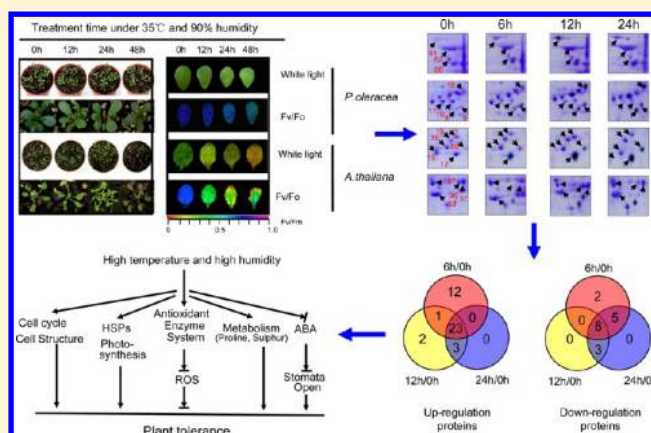 Treatment time under 35℃ and 90% humidity
0h 12h 24h 48h
0h 12h 24h 48h
White light
Fv/Fo
P.oleracea
White light
Fv/Fo
A.thaliana
Fv/Fm
0 0.5 1.0
0h 6h 12h 24h
High temperature and high humidity
Cell cycle
Cell Structure
HSPs
Photo-
synthesis
Antioxidant
Enzyme
System
ROS
Metabolism
(Proline, Sulphur)
ABA
Stomata
Open
Plant tolerance
6h/0h
12
1 0
23
2 3 0
12h/0h 24h/0h
Up-regulation
proteins
6h/0h
2
0 5
8
0 3 0
12h/0h 24h/0
Down-regulation
proteins